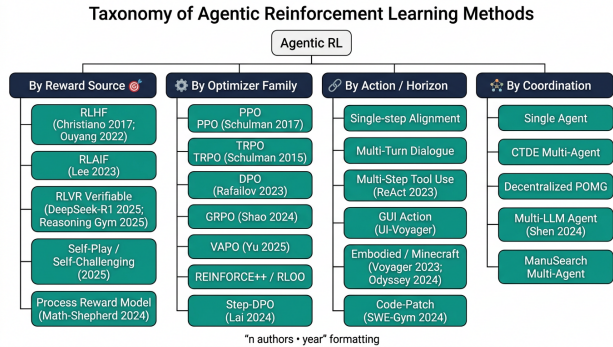 Taxonomy of Agentic Reinforcement Learning Methods
Agentic RL
By Reward Source
RLHF
(Christiano 2017;
Ouyang 2022)
RLAIF
(Lee 2023)
RLVR Verifiable
(DeepSeek-R1 2025;
Reasoning Gym 2025)
Self-Play /
Self-Challenging
(2025)
Process Reward Model
(Math-Shepherd 2024)
By Optimizer Family
PPO
PPO (Schulman 2017)
TRPO
TRPO (Schulman 2015)
DPO
(Rafailov 2023)
GRPO (Shao 2024)
VAPO (Yu 2025)
REINFORCE++ / RLOO
Step-DPO
(Lai 2024)
By Action / Horizon
Single-step Alignment
Multi-Turn Dialogue
Multi-Step Tool Use
(ReAct 2023)
GUI Action
(UI-Voyager)
Embodied / Minecraft
(Voyager 2023;
Odyssey 2024)
Code-Patch
(SWE-Gym 2024)
By Coordination
Single Agent
CTDE Multi-Agent
Decentralized POMG
Multi-LLM Agent
(Shen 2024)
ManuSearch
Multi-Agent
"n authors • year" formatting